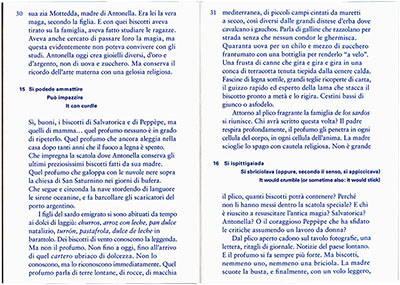 30 sua zia Mottedda, madre di Antonella. Era lei la vera
maga, secondo la figlia. E con quei biscotti aveva
tirato su la famiglia, aveva fatto studiare le ragazze.
Aveva anche cercato di passare loro la magia, ma
questa evidentemente non poteva convivere con gli
studi. Antonella oggi crea gioielli diversi, d'oro e
d'argento, non di uova e zucchero. Ma conserva il
ricordo dell'arte materna con una gelosia religiosa.
15 Si podede ammattire
Può impazzire
It can curdle
Sì, buoni, i biscotti di Salvatorica e di Peppèpe, ma
quelli di mamma... quel profumo nessuno è in grado
di ripeterlo. Quel profumo che ancora aleggia nella
casa dopo tanti anni che il fuoco a legna è spento.
Che impregna la scatola dove Antonella conserva gli
ultimi preziosissimi biscotti fatti da sua madre.
Quel profumo che galoppa con le nuvole nere sopra
la chiesa di San Saturnino nei giorni di bufera.
Che segue e circonda la nave stordendo di languore
le sirene oceanine, e fa barcollare gli scaricatori del
porto argentino.
I figli del sardo emigrato si sono abituati da tempo
ai dolci di laggiù: churros, arroz con leche, pan dulce
natalizio, turrón, pastafrola, dulce de leche in
barattolo. Dei biscotti di vento conoscono la leggenda.
Ma non il profumo. Non fino a oggi, fino all'arrivo
di quel cartero ubriaco di dolcezza. Non lo
conoscono, ma lo riconoscono immediatamente. Quel
profumo parla di terre lontane, di rocce, di macchia
31 mediterranea, di piccoli campi cintati da muretti
a secco, così diversi dalle grandi distese d'erba dove
cavalcano i gauchos. Parla di galline che razzolano per
strada senza che nessun condor le ghermisca.
Quaranta uova per un chilo e mezzo di zucchero
frantumato con una bottiglia per renderlo "a velo".
Una frusta di canne che gira e gira e gira in una
conca di terracotta tenuta tiepida dalla cenere calda.
Fascine di legna sottile, grandi teglie ricoperte di carte,
il guizzo rapido ed esperto della lama che stacca il
biscotto pronto a metà e lo rigira. Cestini bassi di
giunco o asfodelo.
Attorno al plico fragrante la famiglia de los sardos
si riunisce. Chi avrà scritto questa volta? Il padre
respira profondamente, il profumo gli penetra in ogni
cellula del corpo, in ogni cellula dell'anima. La madre
scioglie lo spago con cautela religiosa. Non è grande
16 Si ispittigaiada
Si sbriciolava (oppure, secondo il senso, si appiccicava)
It would crumble (or sometime also: it would stick)
il plico, quanti biscotti potrà contenere? Perché
non li hanno messi dentro la scatola speciale? E chi
è riuscito a resuscitare l'antica magia? Salvatorica?
Antonella? O il coraggioso Peppèpe che ha sfidato
le critiche assumendo un lavoro da donna?
Dal plico aperto cadono sul tavolo fotografie, una
lettera, ritagli di giornale. Notizie dal paese lontano.
E il profumo si fa sempre più forte. Ma biscotti,
nemmeno uno, nemmeno una briciola. La madre
scuote la busta, e finalmente, con un volo leggero,